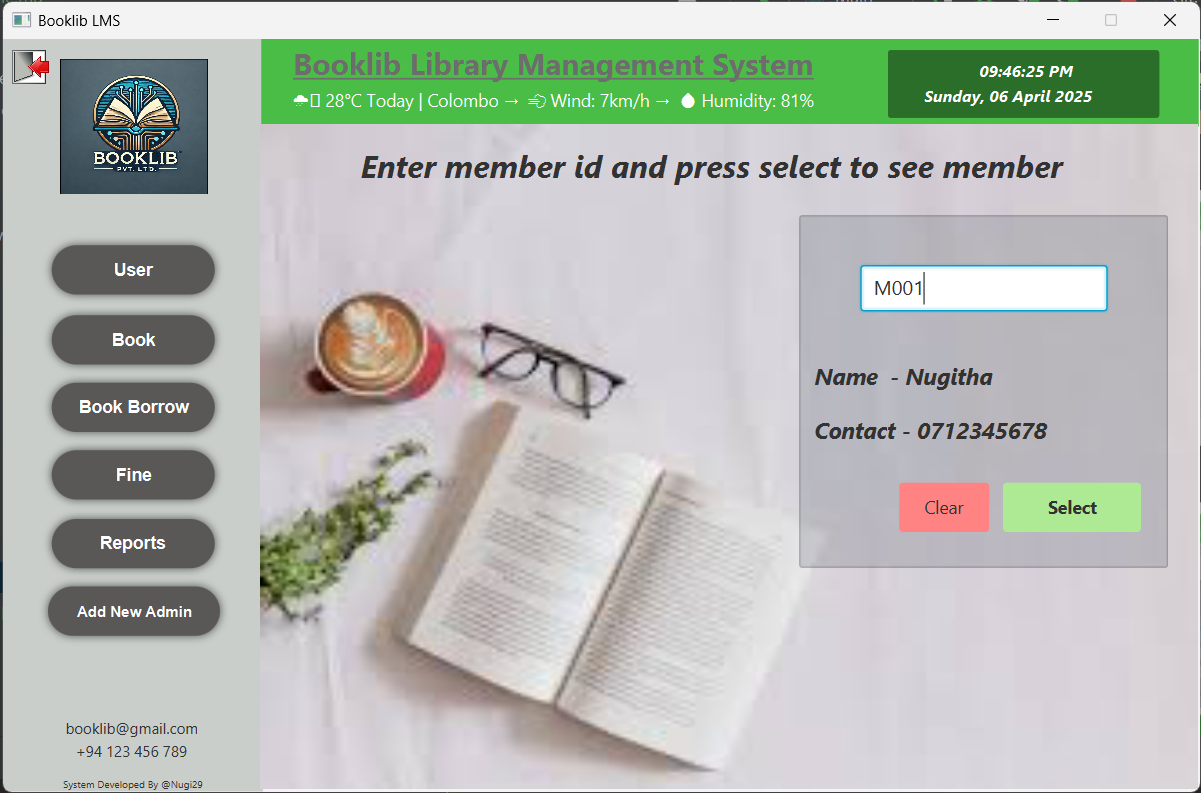 Booklib LMS
BOOKLIB
PVT. LTD.
User
Book
Book Borrow
Fine
Reports
Add New Admin
booklib@gmail.com
+94 123 456 789
System Developed By @Nugi29
Booklib Library Management System
28°C Today | Colombo → Wind: 7km/h → Humidity: 81%
09:46:25 PM
Sunday, 06 April 2025
Enter member id and press select to see member
M001
Name - Nugitha
Contact - 0712345678
Clear
Select